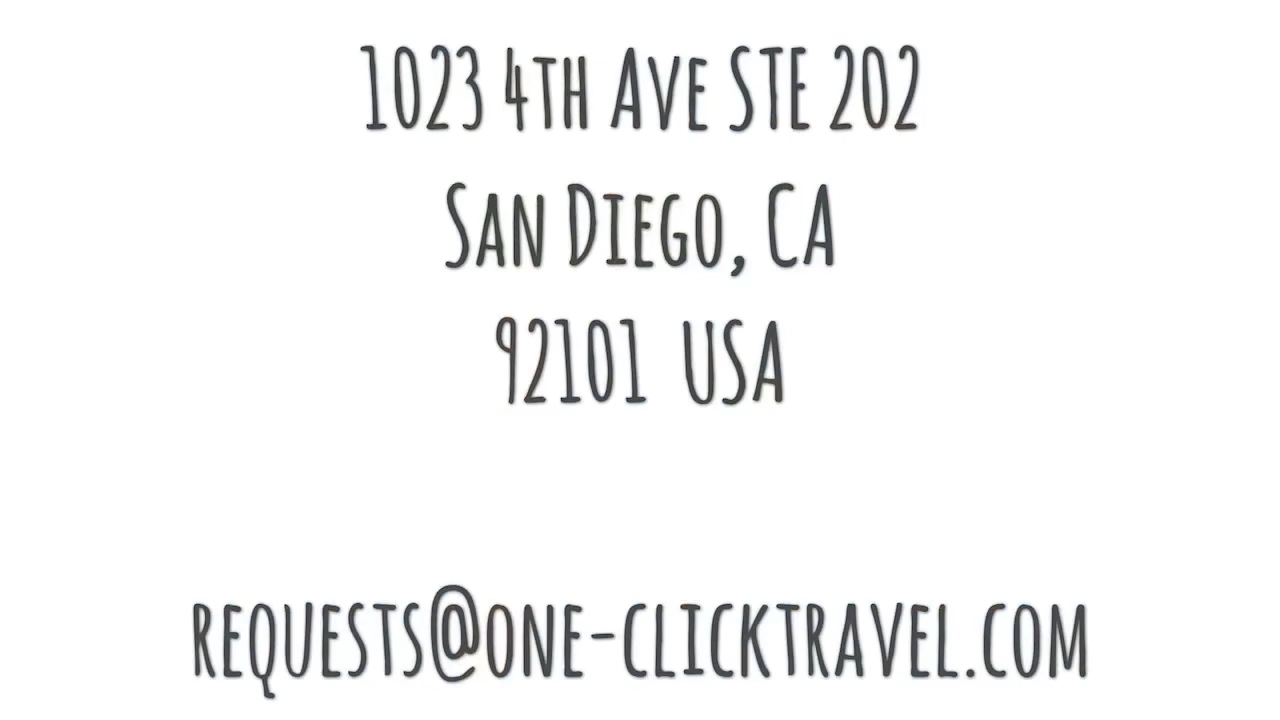 1023 4th Ave STE 202
San Diego, CA
92101 USA
requests@one-clicktravel.com